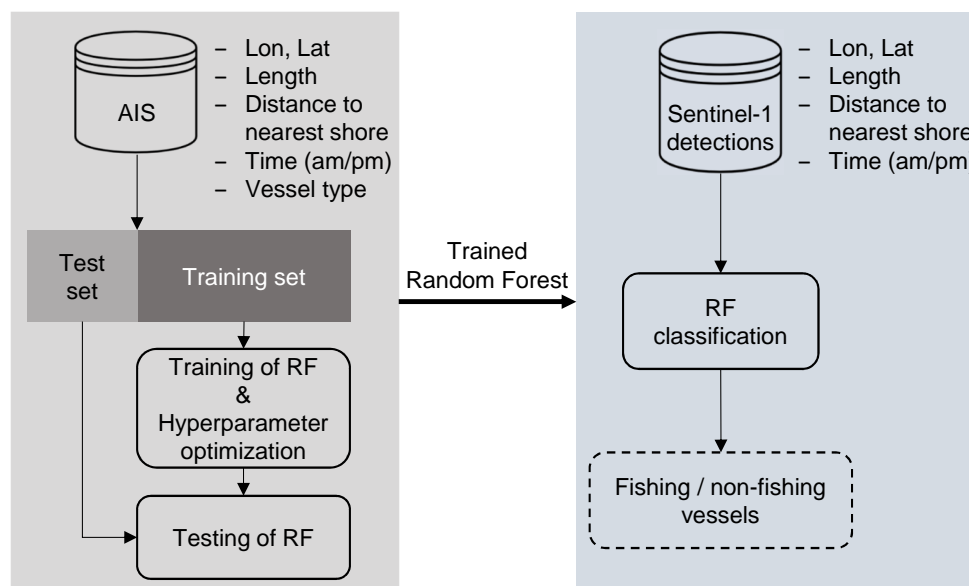 AIS
– Lon, Lat
– Length
– Distance to
nearest shore
– Time (am/pm)
– Vessel type
Test
set
Training set
Training of RF
&
Hyperparameter
optimization
Testing of RF
Trained
Random Forest
Sentinel-1
detections
– Lon, Lat
– Length
– Distance to
nearest shore
– Time (am/pm
RF
classification
Fishing / non-fishing
vessels